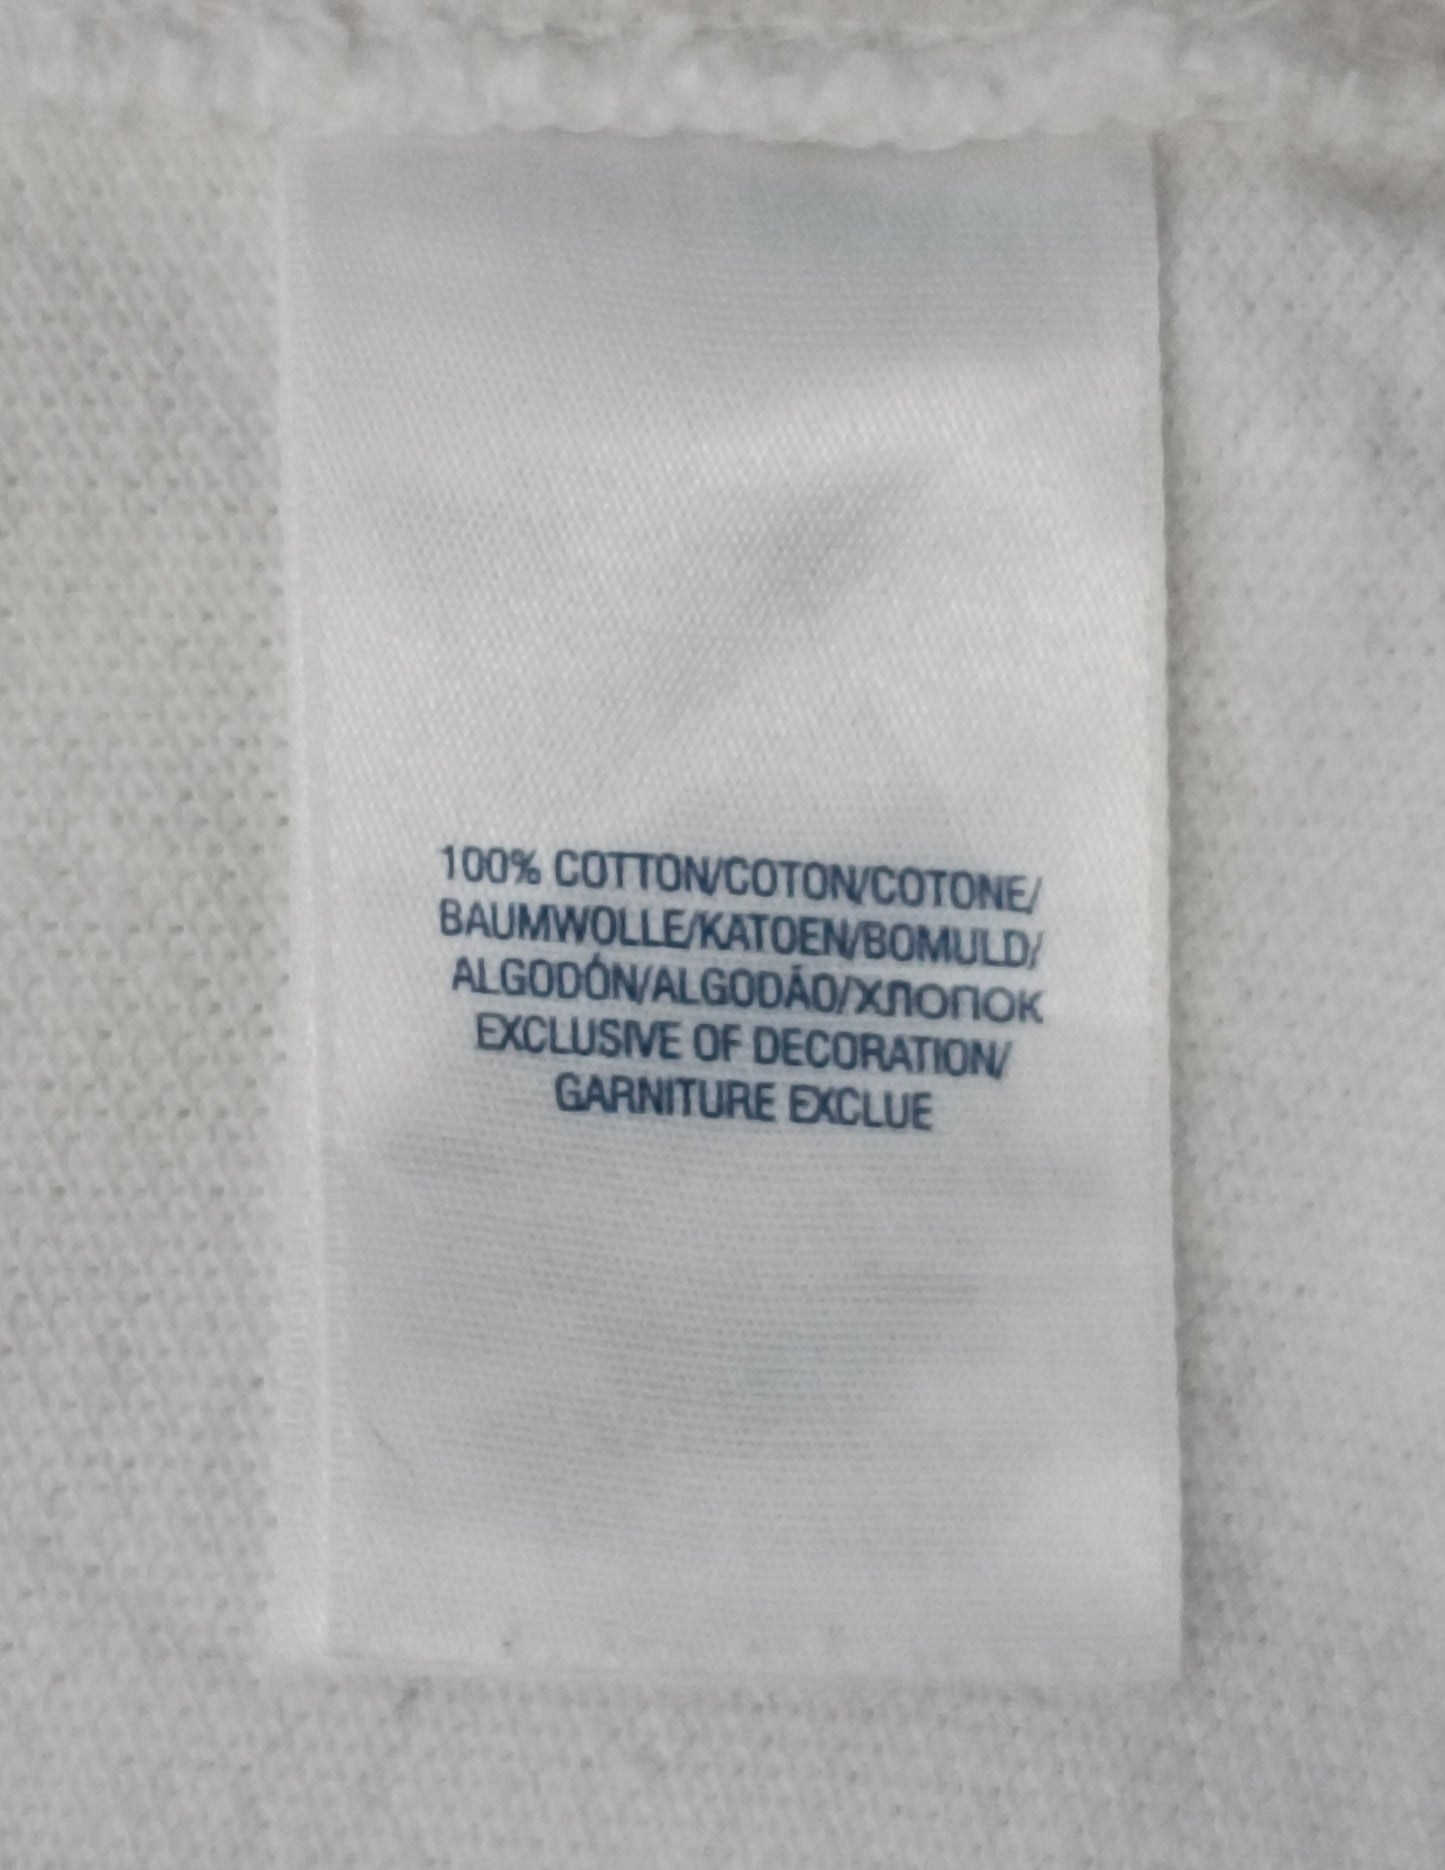 100% COTTON/COTON/COTONE/
BAUMWOLLE/KATOEN/BOMULD/
ALGODÓN/ALGODÃO/ХЛОПОК
EXCLUSIVE OF DECORATION/
GARNITURE EXCLUE